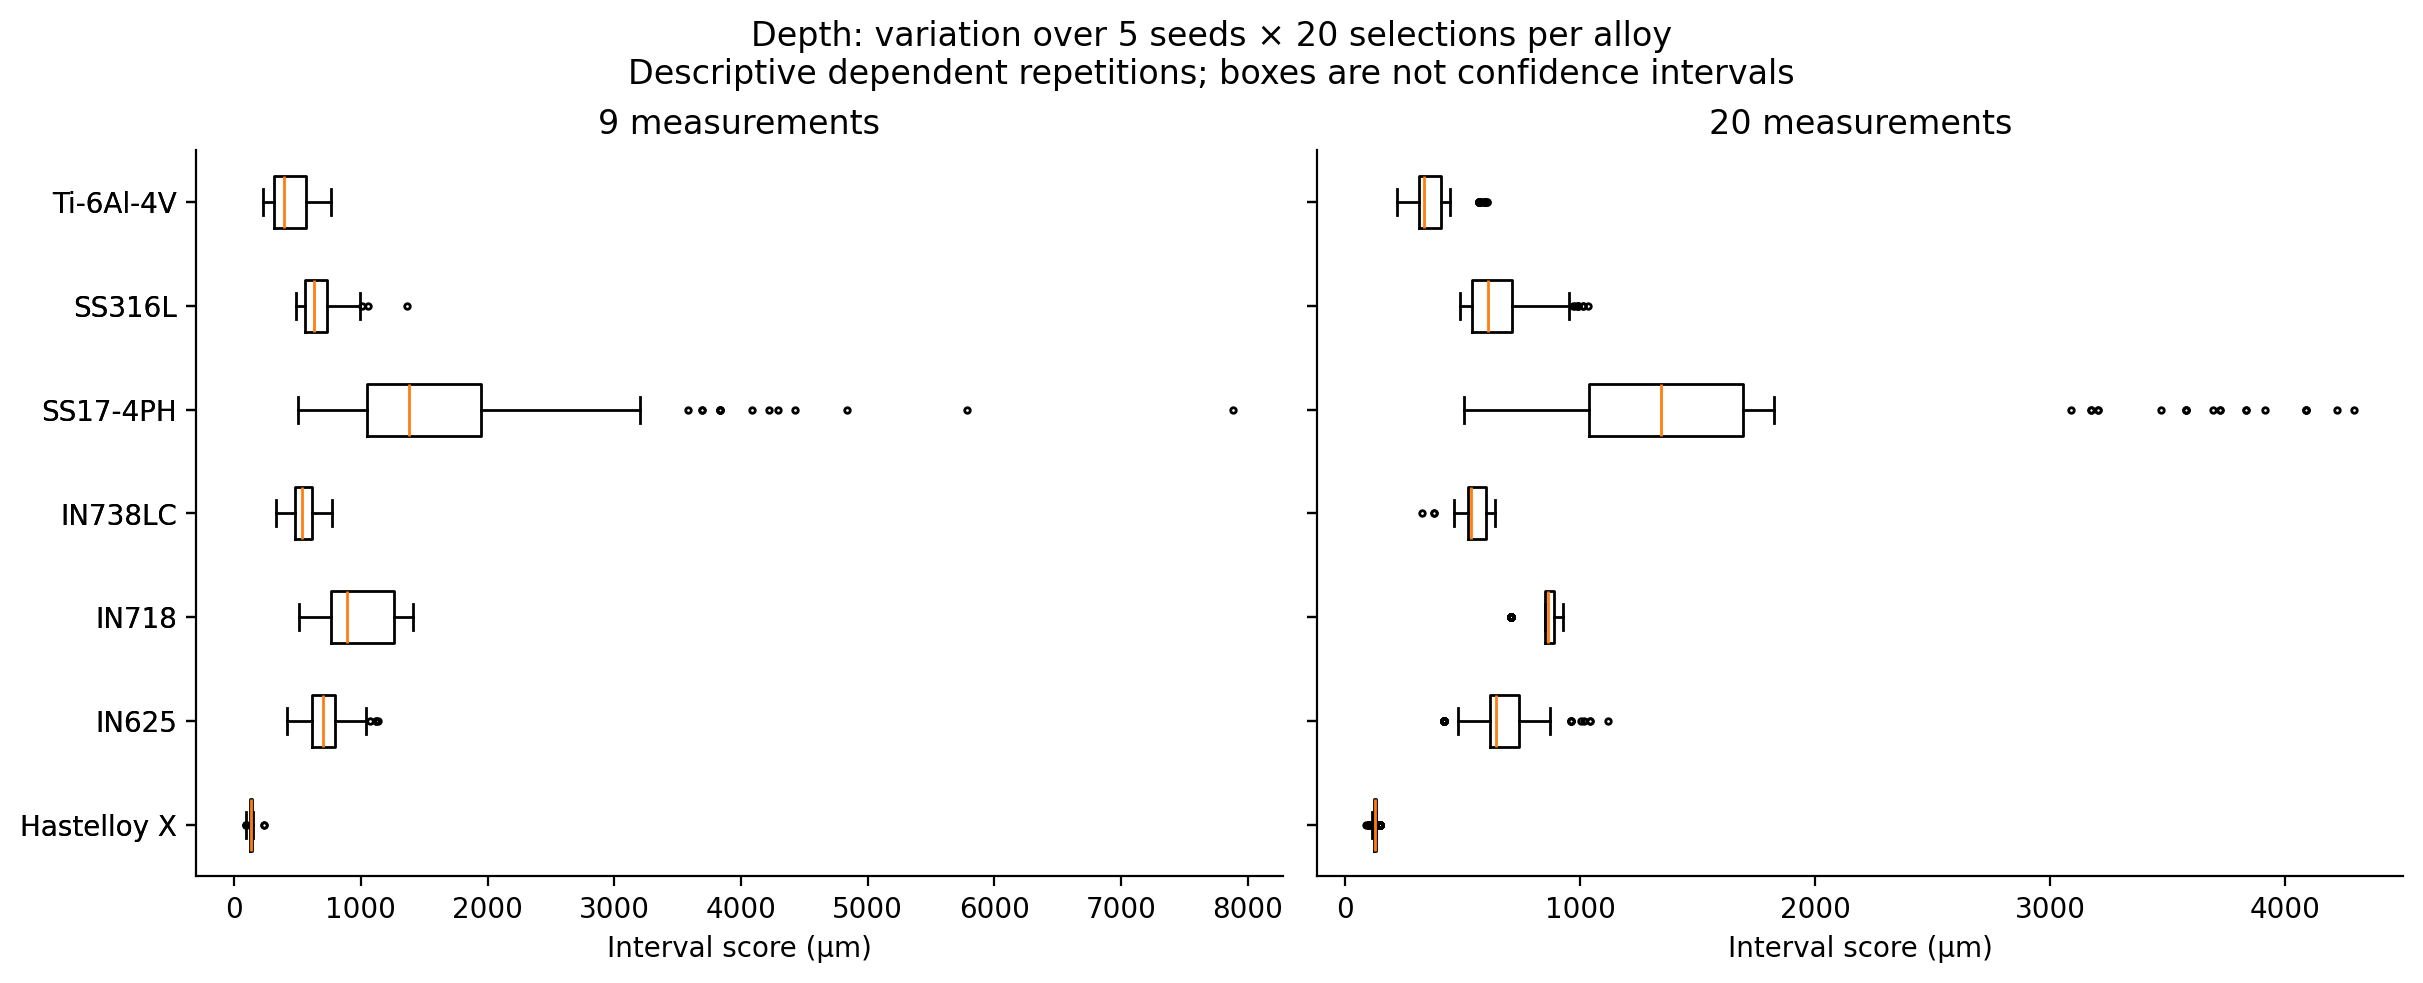 Depth: variation over 5 seeds × 20 selections per alloy
Descriptive dependent repetitions; boxes are not confidence intervals
9 measurements
20 measurements
Ti-6Al-4V
SS316L
SS17-4PH
IN738LC
IN718
IN625
Hastelloy X
0 1000 2000 3000 4000 5000 6000 7000 8000
0 1000 2000 3000 4000
Interval score (μm)
Interval score (μm)